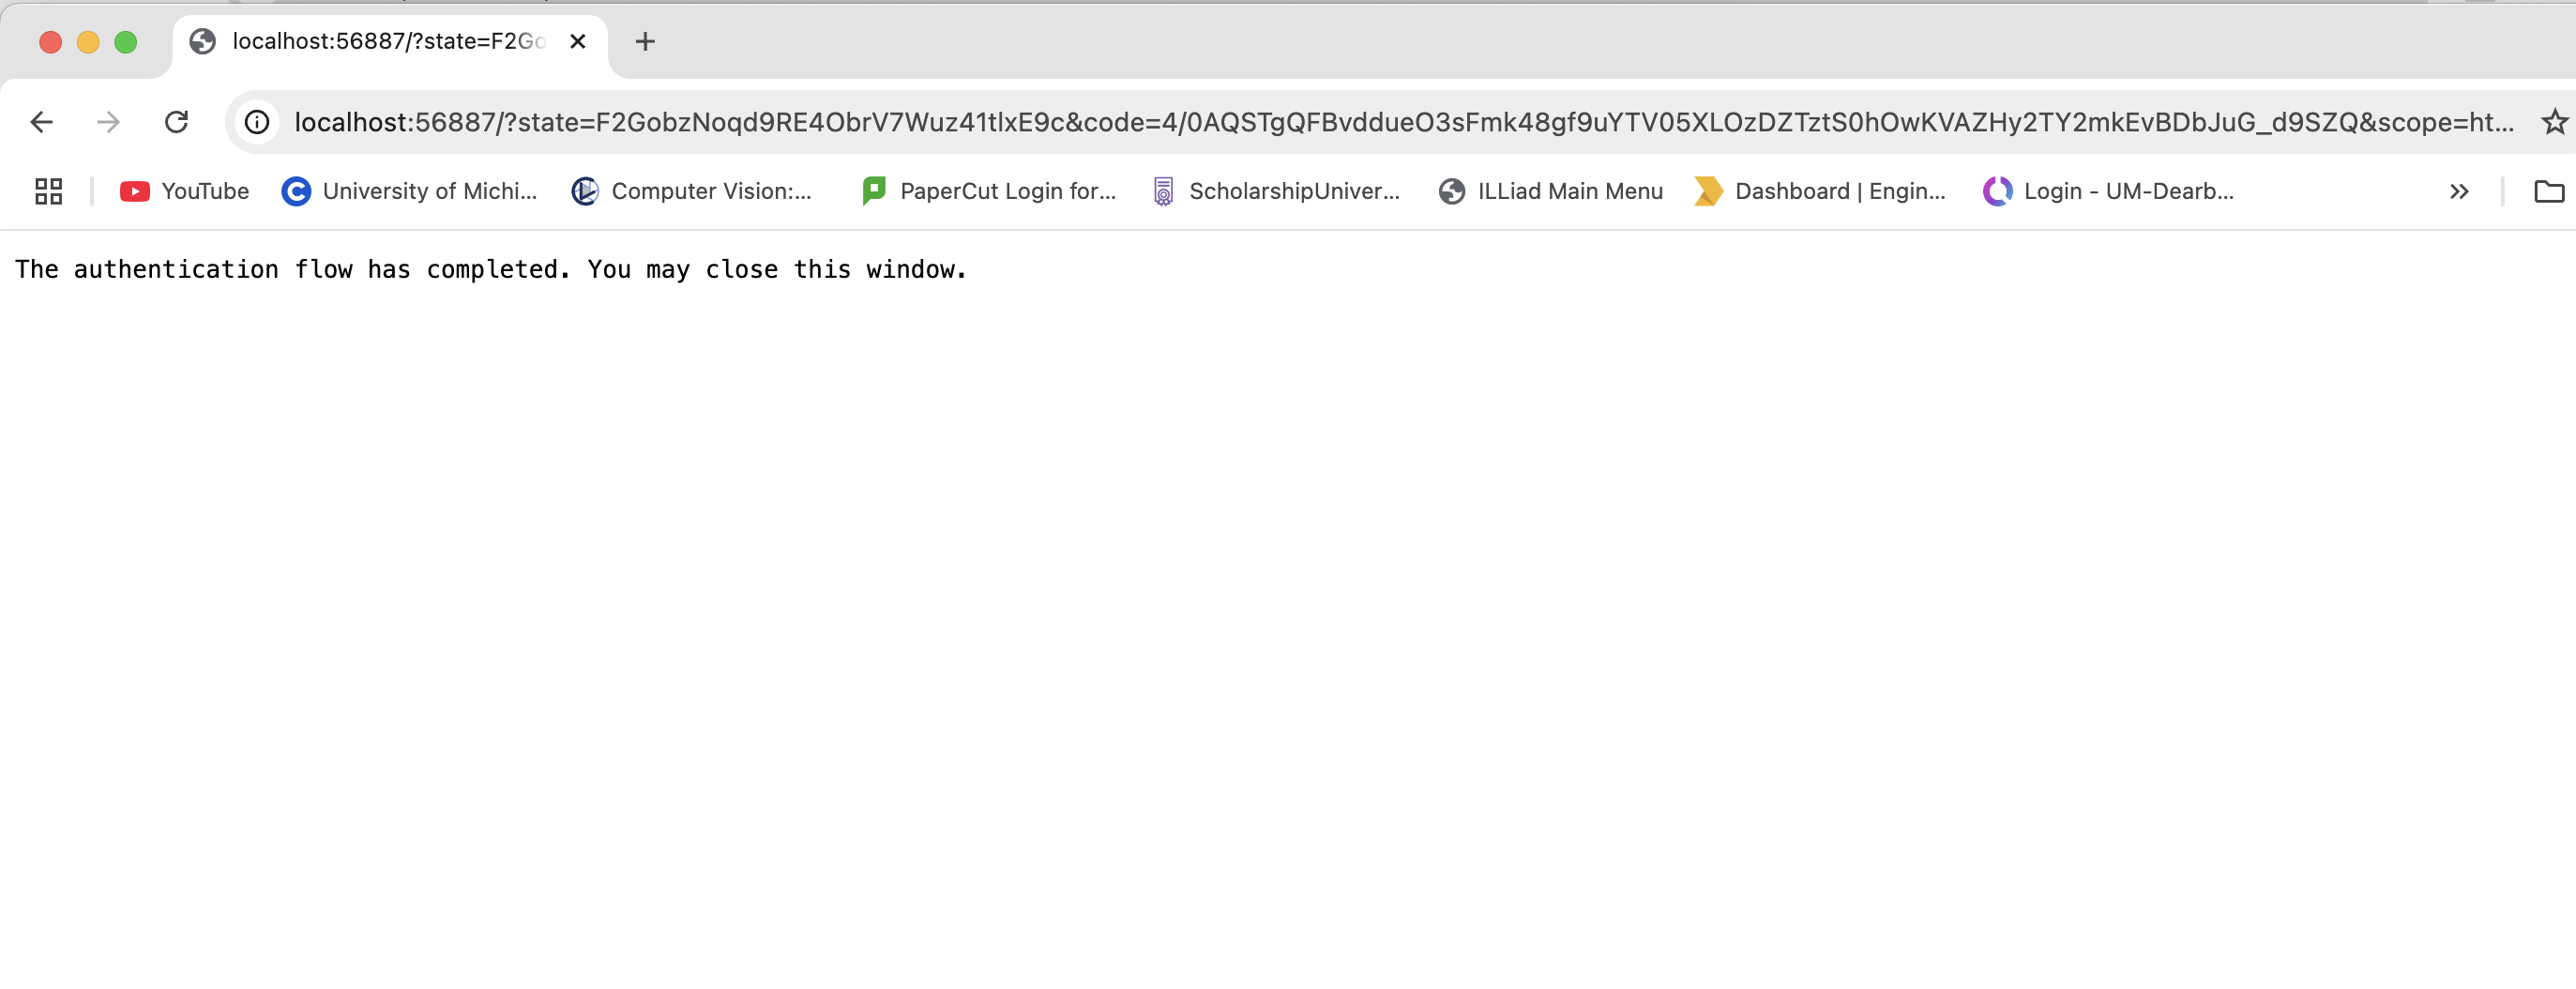 localhost:56887/?state=F2Go
localhost:56887/?state=F2GobzNoqd9RE4ObrV7Wuz41tlxE9c&code=4/0AQSTgQFBvddueO3sFmk48gf9uYTV05XLOzDZTztS0hOwKVAZHy2TY2mkEvBDbJuG_d9SZQ&scope=ht...
YouTube University of Michi... Computer Vision:... PaperCut Login for... ScholarshipUniver... ILLiad Main Menu Dashboard | Engin... Login - UM-Dearb...
The authentication flow has completed. You may close this window.